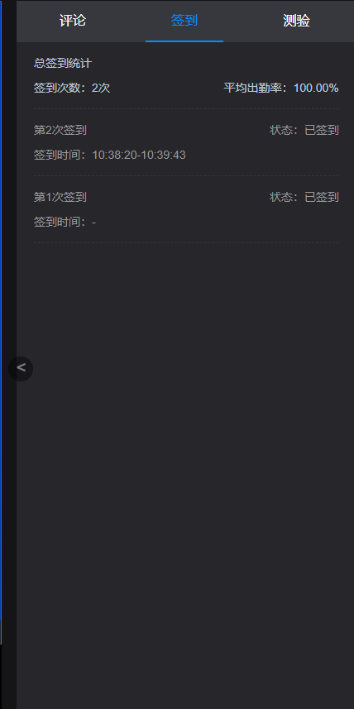 评论 签到 测验
总签到统计
签到次数：2次 平均出勤率：100.00%
第2次签到 状态：已签到
签到时间：10:38:20-10:39:43
第1次签到 状态：已签到
签到时间：-
<